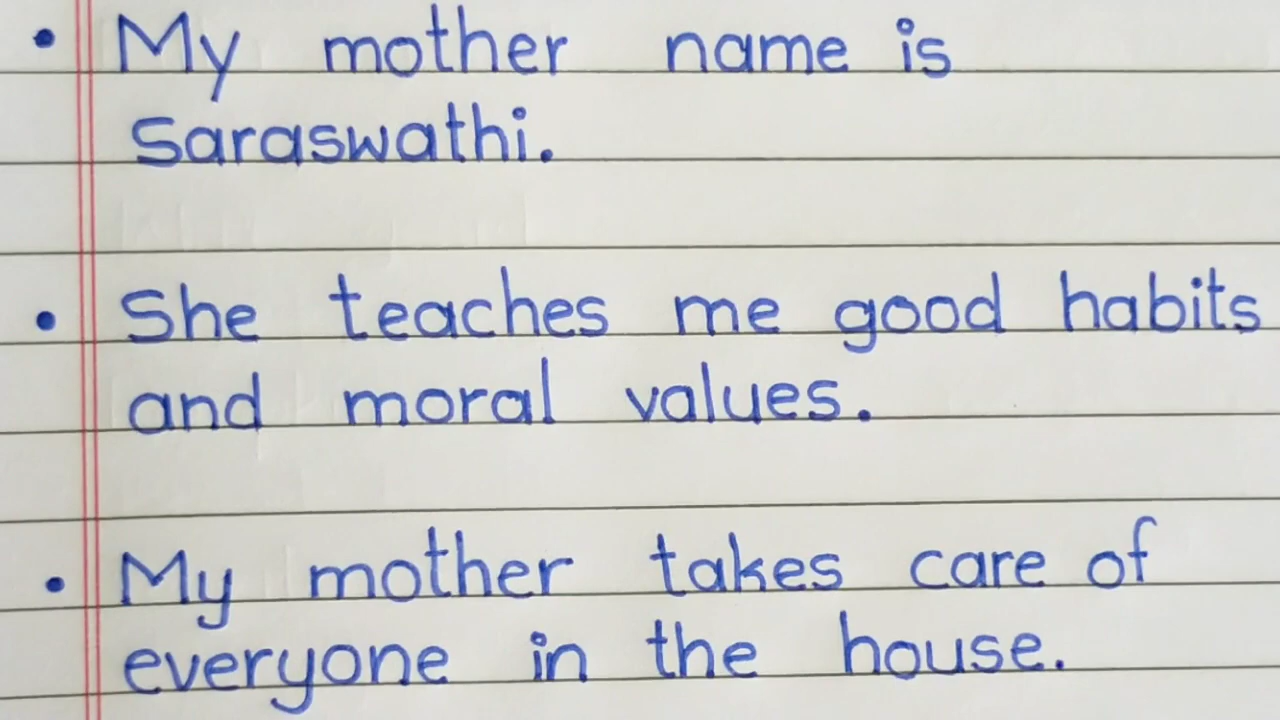 • My mother name is
Saraswathi.
• She teaches me good habits
and moral values.
• My mother takes care of
everyone in the house.